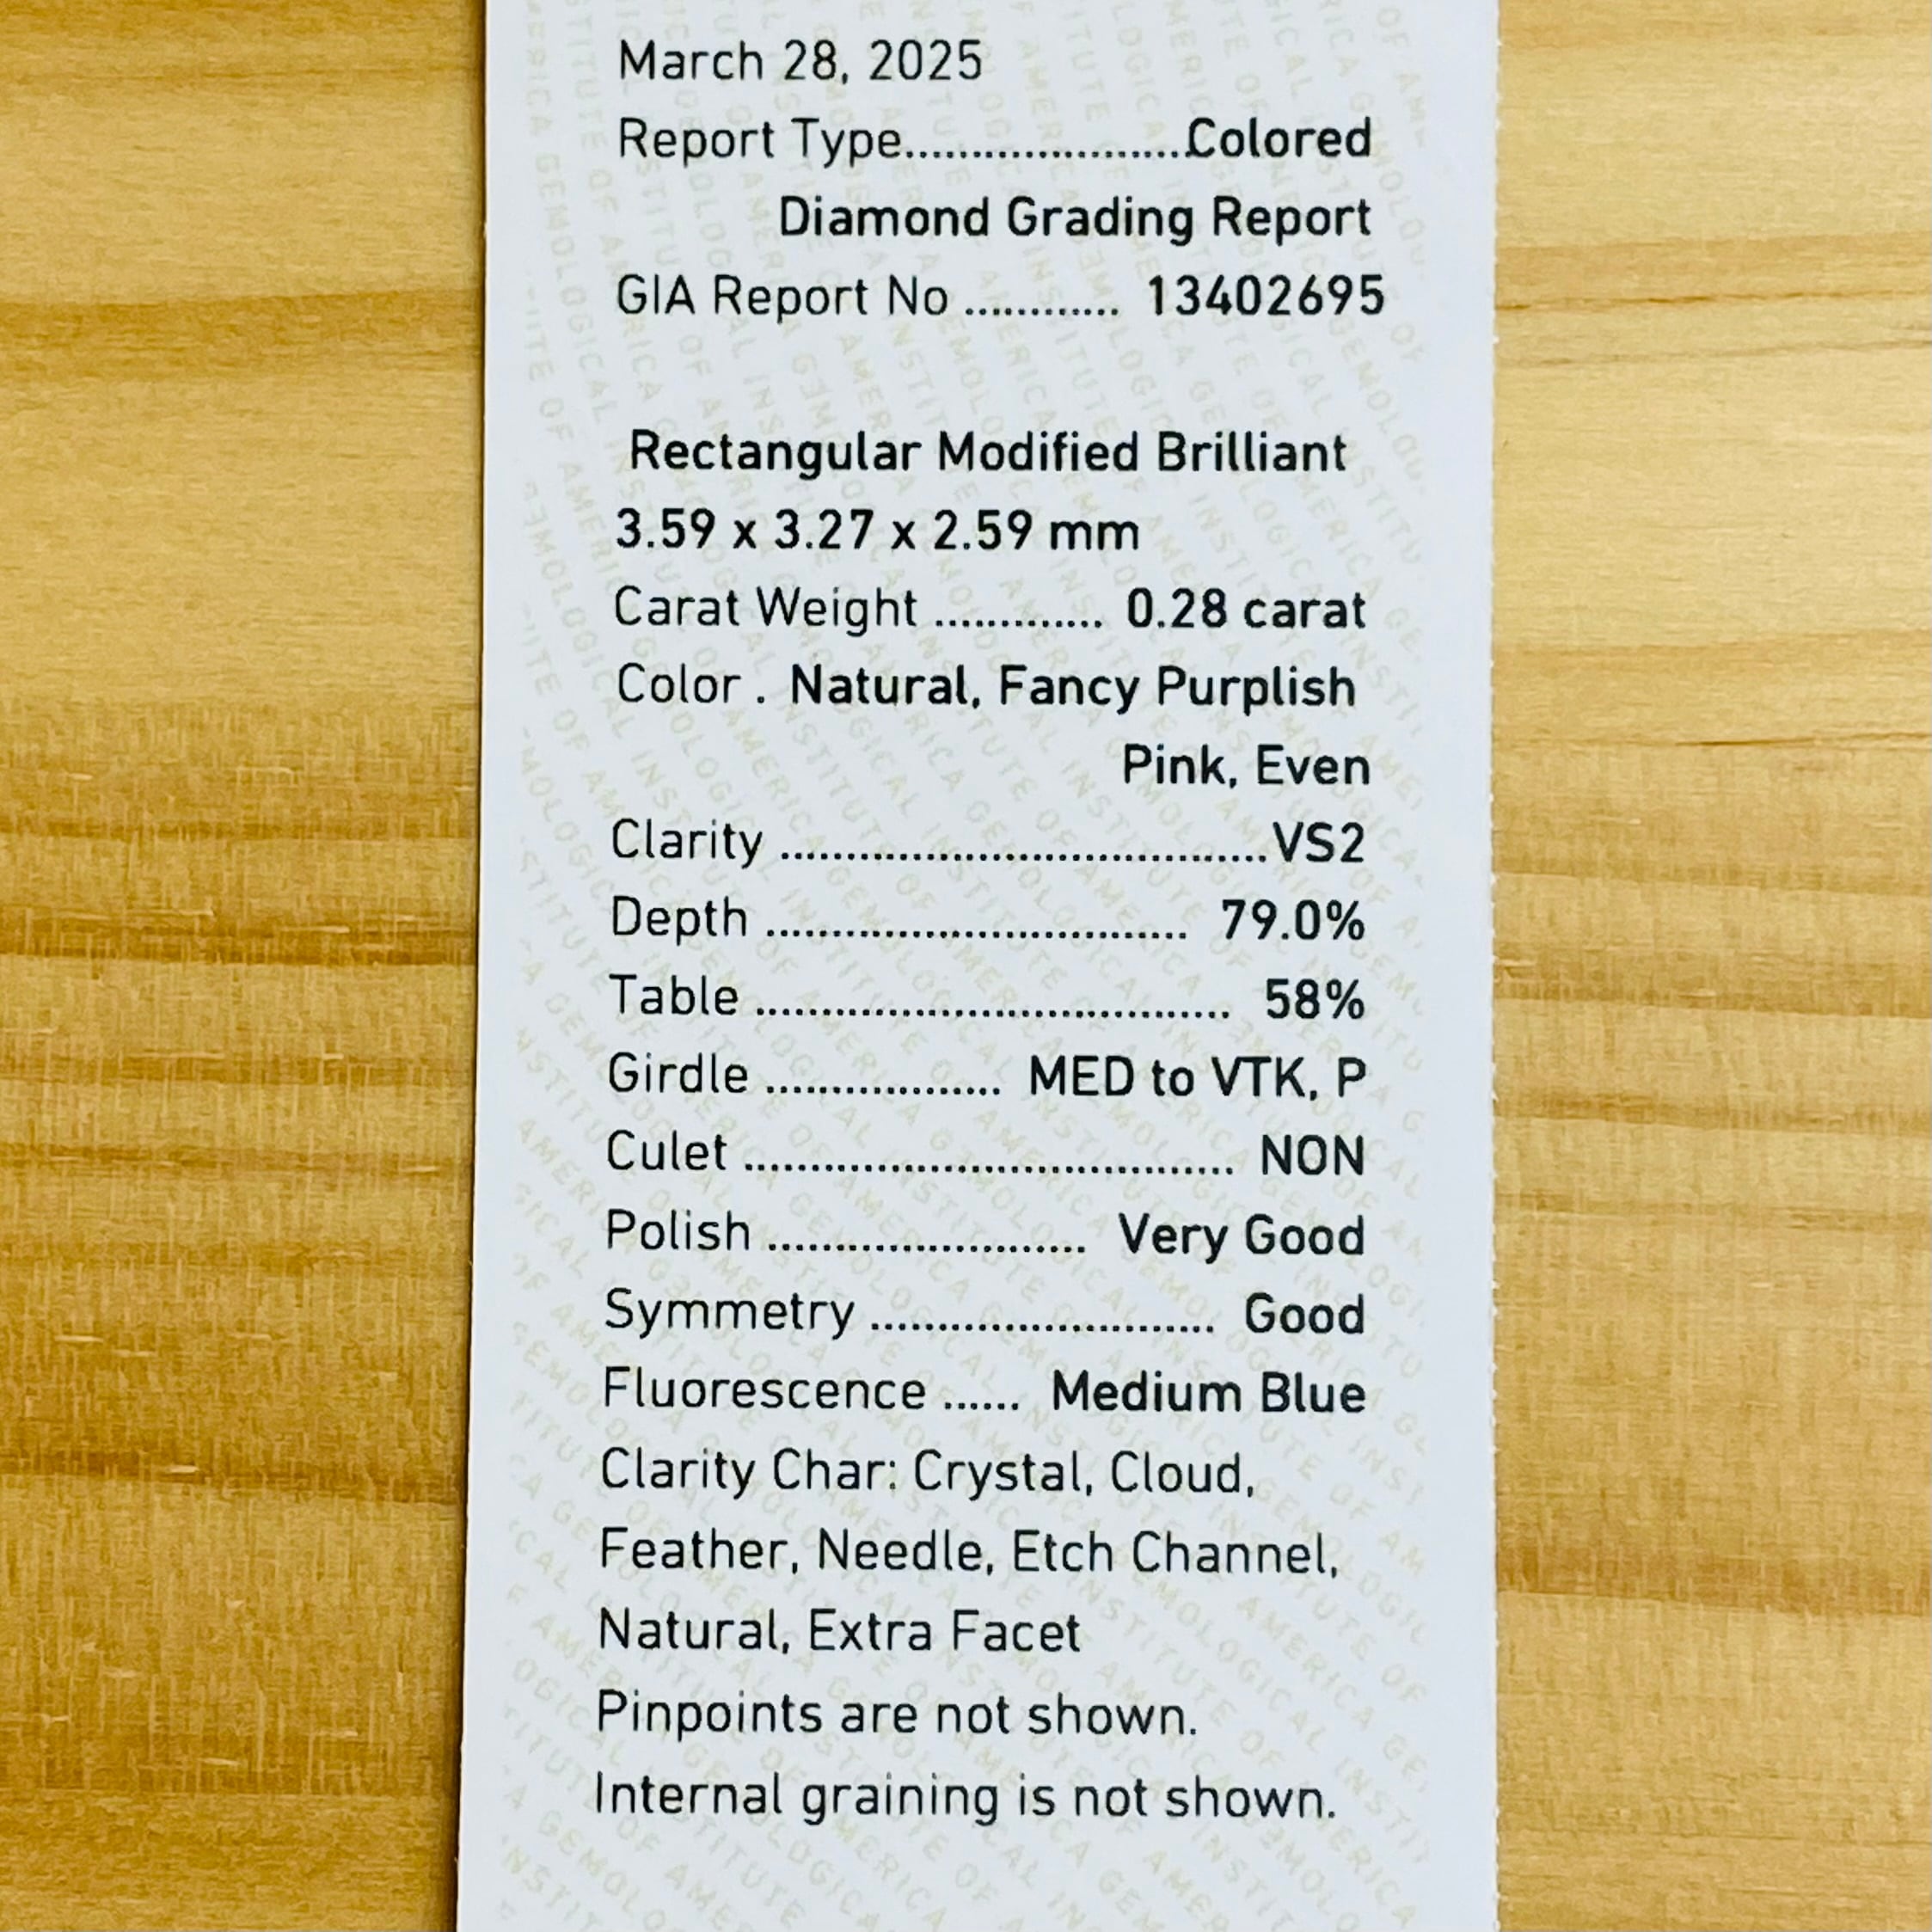 March 28, 2025
Report Type......................Colored
Diamond Grading Report
GIA Report No ............ 13402695
Rectangular Modified Brilliant
3.59 x 3.27 x 2.59 mm
Carat Weight ............. 0.28 carat
Color . Natural, Fancy Purplish
Pink, Even
Clarity .....................................VS2
Depth ................................ 79.0%
Table .................................... 58%
Girdle .................. MED to VTK, P
Culet ..................................... NON
Polish ........................ Very Good
Symmetry .......................... Good
Fluorescence ...... Medium Blue
Clarity Char: Crystal, Cloud,
Feather, Needle, Etch Channel,
Natural, Extra Facet
Pinpoints are not shown.
Internal graining is not shown.